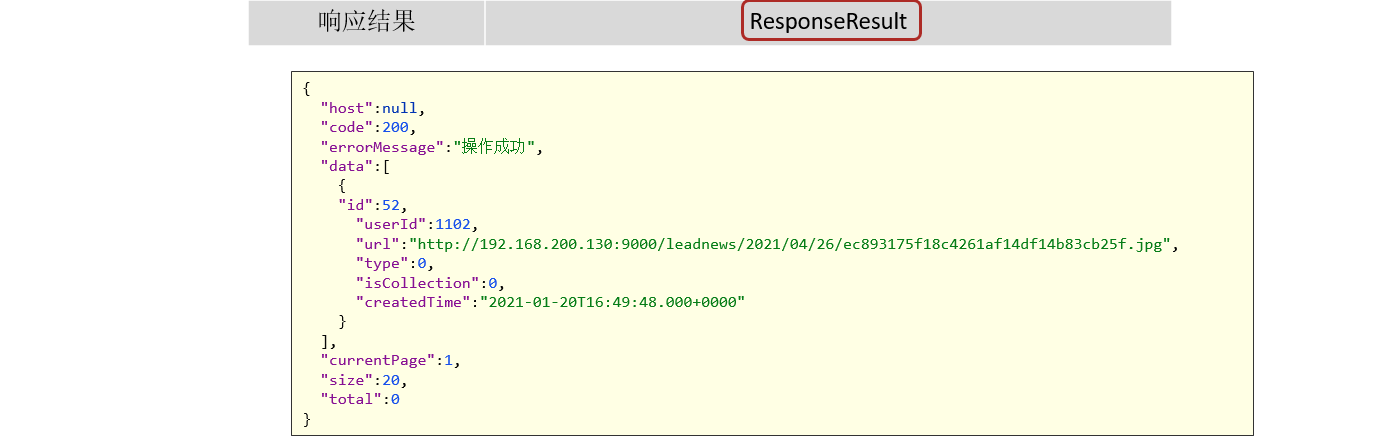 响应结果 ResponseResult
{
"host":null,
"code":200,
"errorMessage":"操作成功",
"data":[
{
"id":52,
"userId":1102,
"url":"http://192.168.200.130:9000/leadnews/2021/04/26/ec893175f18c4261af14df14b83cb25f.jpg",
"type":0,
"isCollection":0,
"createdTime":"2021-01-20T16:49:48.000+0000"
}
],
"currentPage":1,
"size":20,
"total":0
}